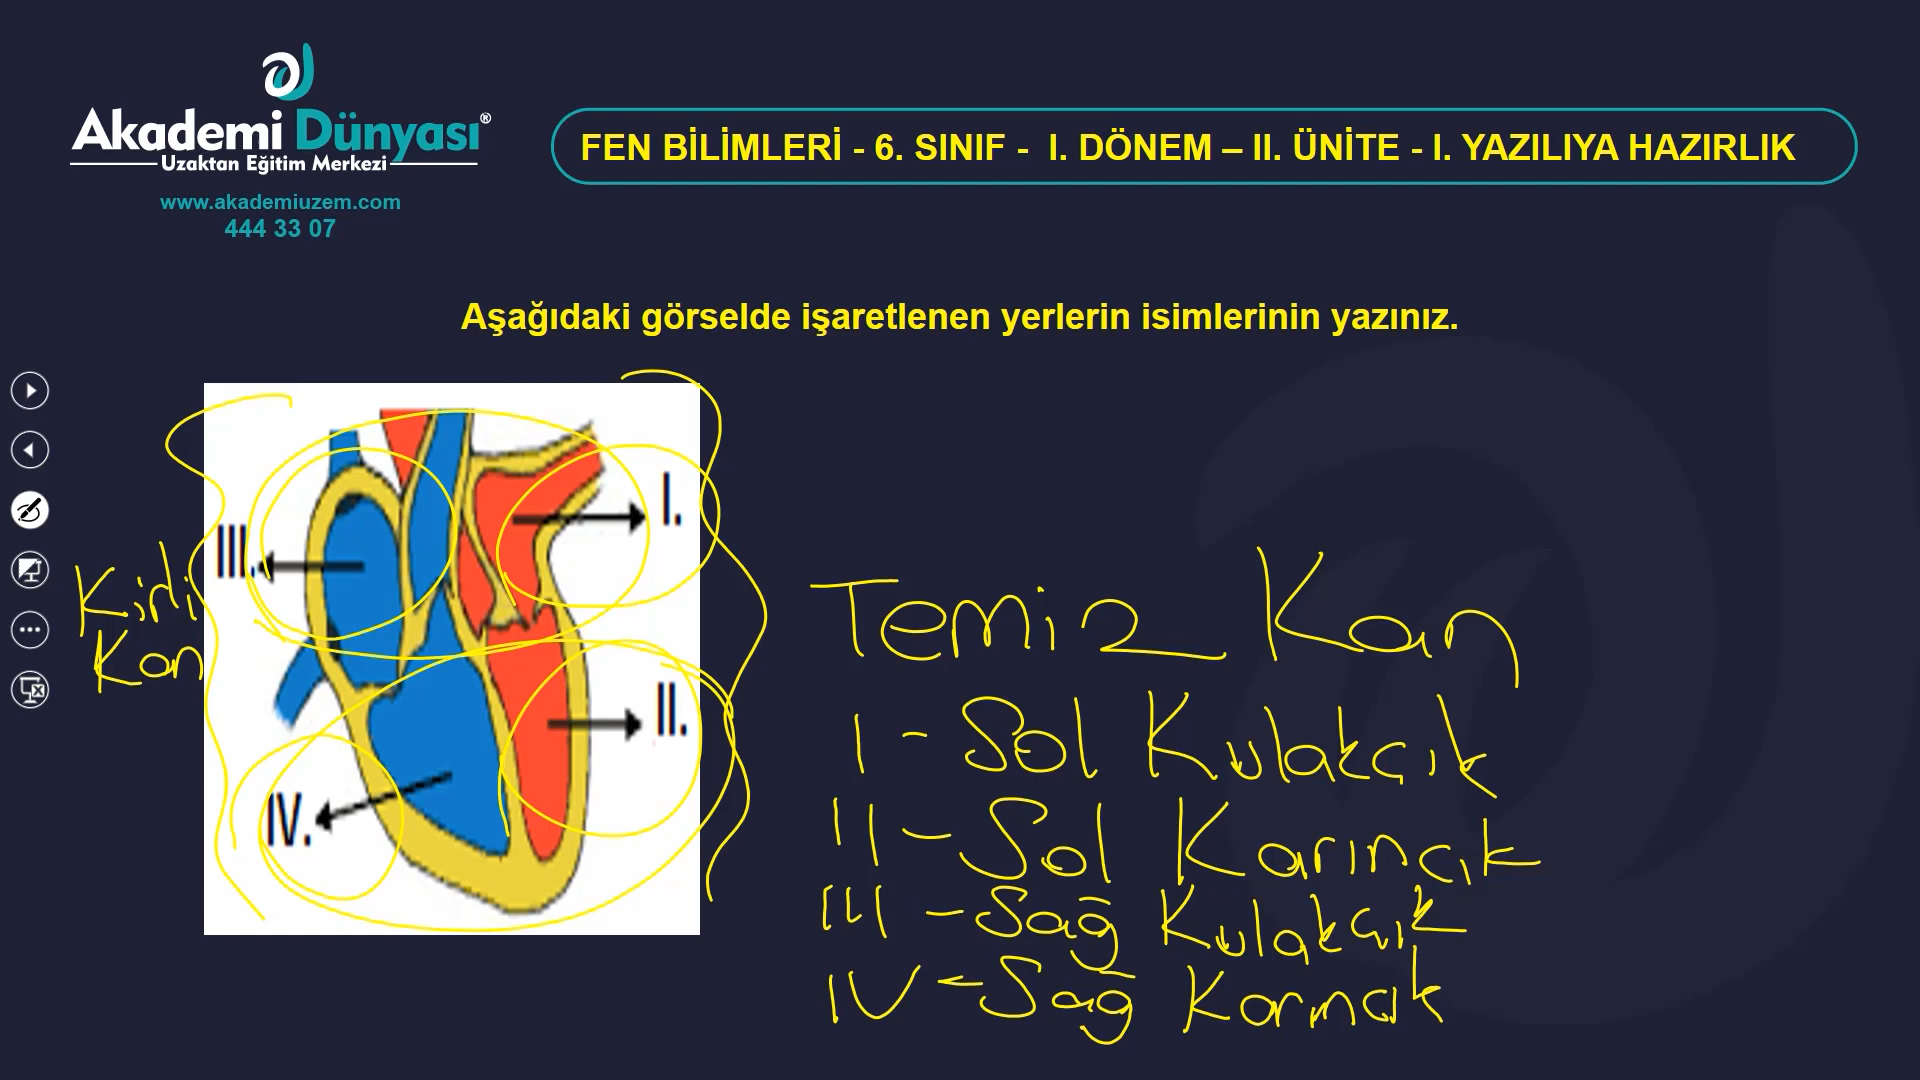 Akademi Dünyası®
Uzaktan Eğitim Merkezi
www.akademiuzem.com
444 33 07
FEN BİLİMLERİ - 6. SINIF - I. DÖNEM – II. ÜNİTE - I. YAZILIYA HAZIRLIK
Aşağıdaki görselde işaretlenen yerlerin isimlerinin yazınız.
I.
III.
II.
IV.
Kirli
Kan
Temiz Kan
I - Sol Kulakçık
II - Sol Karıncık
III - Sağ Kulakçık
IV - Sağ Karıncık